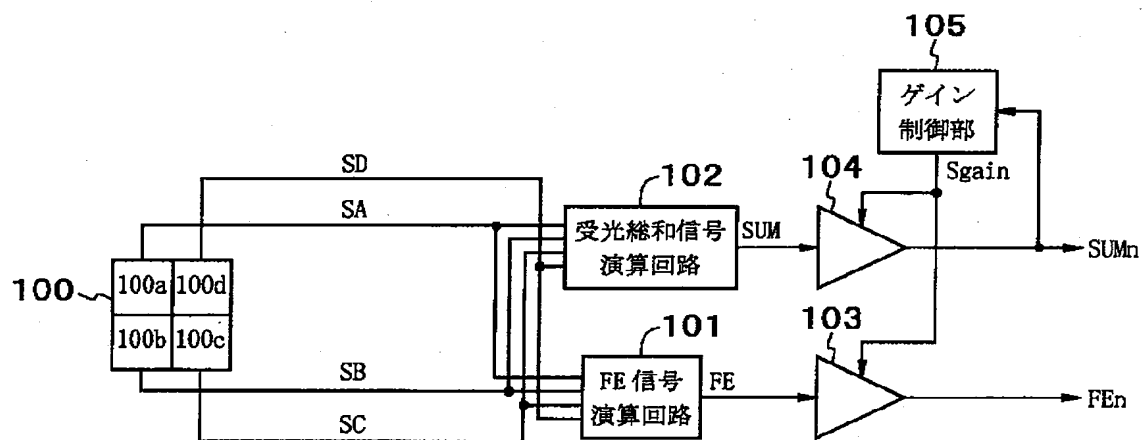 105
ゲイン
制御部
SD
102
104
Sgain
SA
受光総和信号
演算回路
SUM
SUMn
100
100a
100d
100b
100c
101
103
SB
FE信号
演算回路
FE
FEn
SC